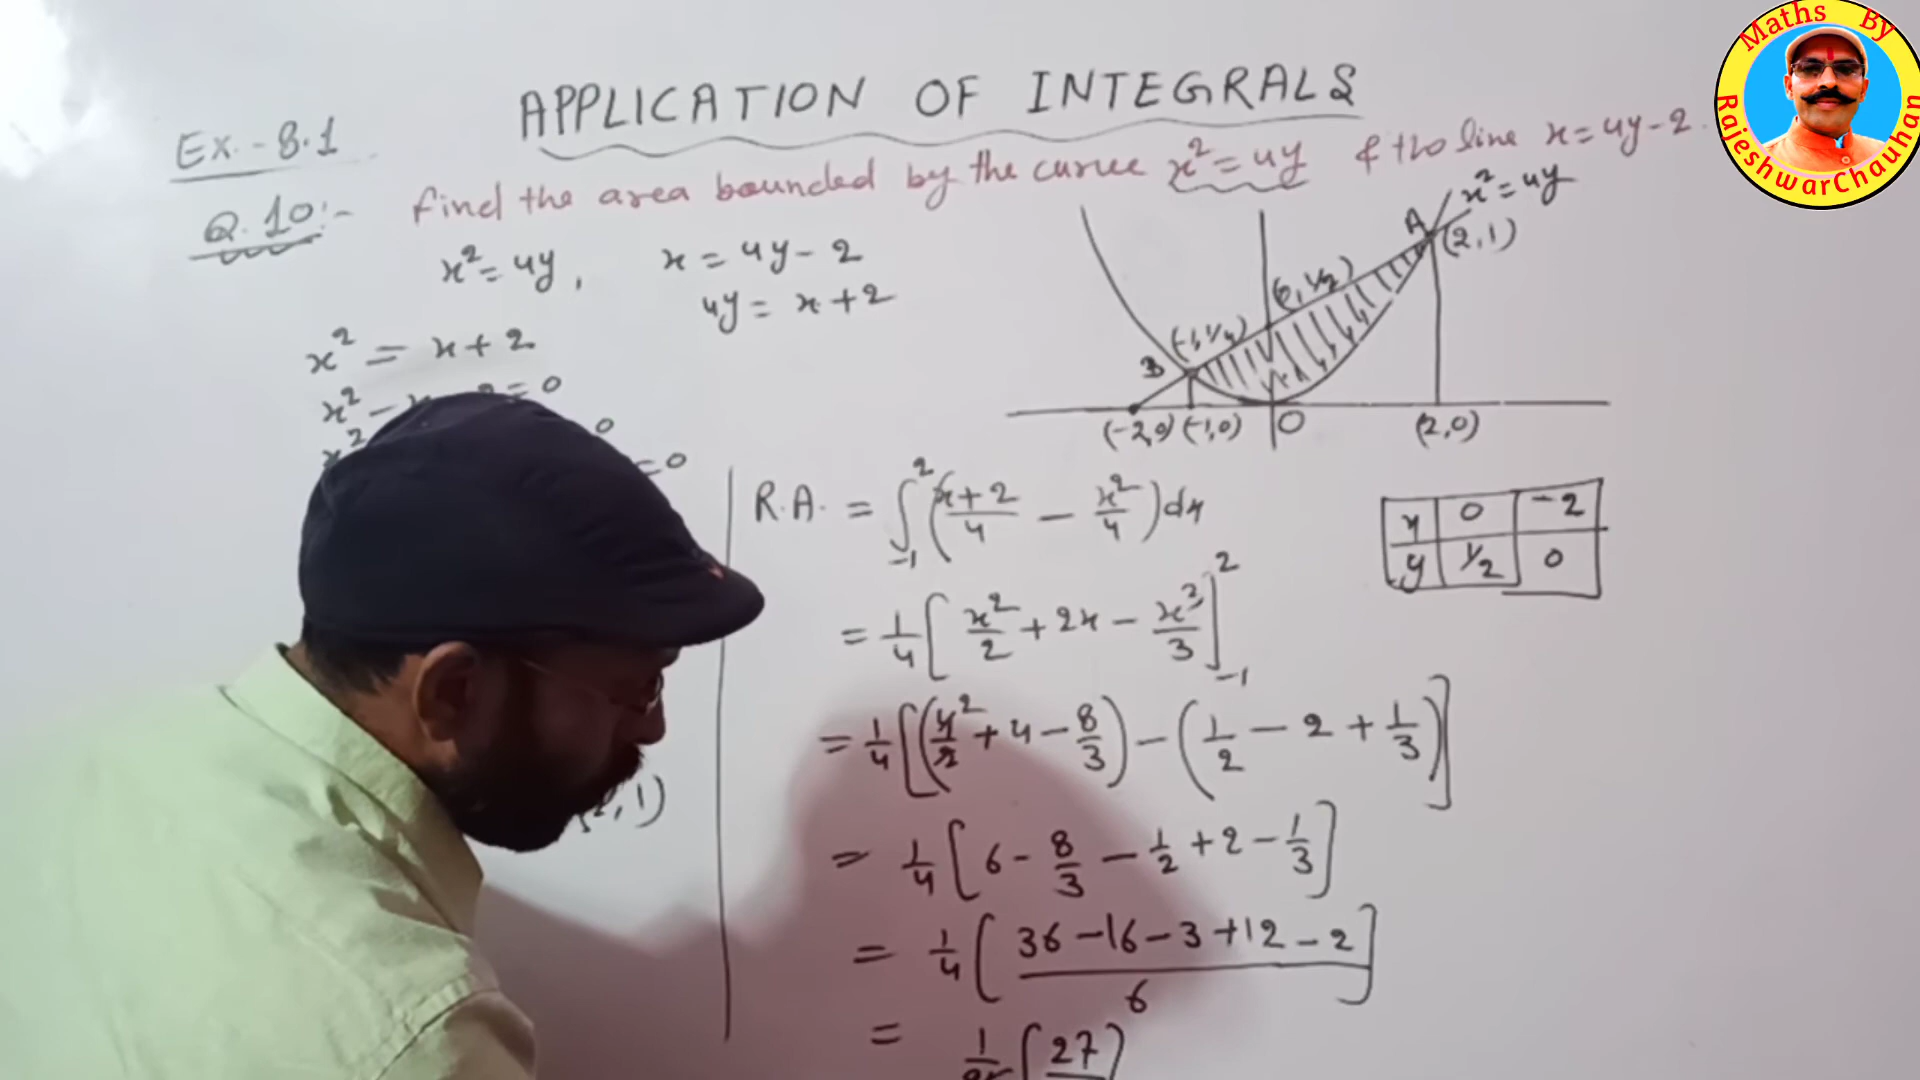 APPLICATION OF INTEGRALS
Ex.-8.1
Q.10:- find the area bounded by the curve x² = 4y & the line x = 4y-2.
x² = 4y , x = 4y - 2
4y = x + 2
x² = x + 2
= 0
0
= 0
, 1)
x² = 4y
A
(2,1)
(0, 1/2)
(-1, 1/4)
B
(-2,0) (-1,0) O (2,0)
x 0 -2
y 1/2 0
R.A. = ∫₋₁² ( (x+2)/4 - x²/4 ) dx
= 1/4 [ x²/2 + 2x - x³/3 ]₋₁²
= 1/4 [ ( 4/2 2 + 4 - 8/3 ) - ( 1/2 - 2 + 1/3 ) ]
= 1/4 [ 6 - 8/3 - 1/2 + 2 - 1/3 ]
= 1/4 [ (36 - 16 - 3 + 12 - 2)/6 ]
= ( 27 )
Maths By
RajeshwarChauhan